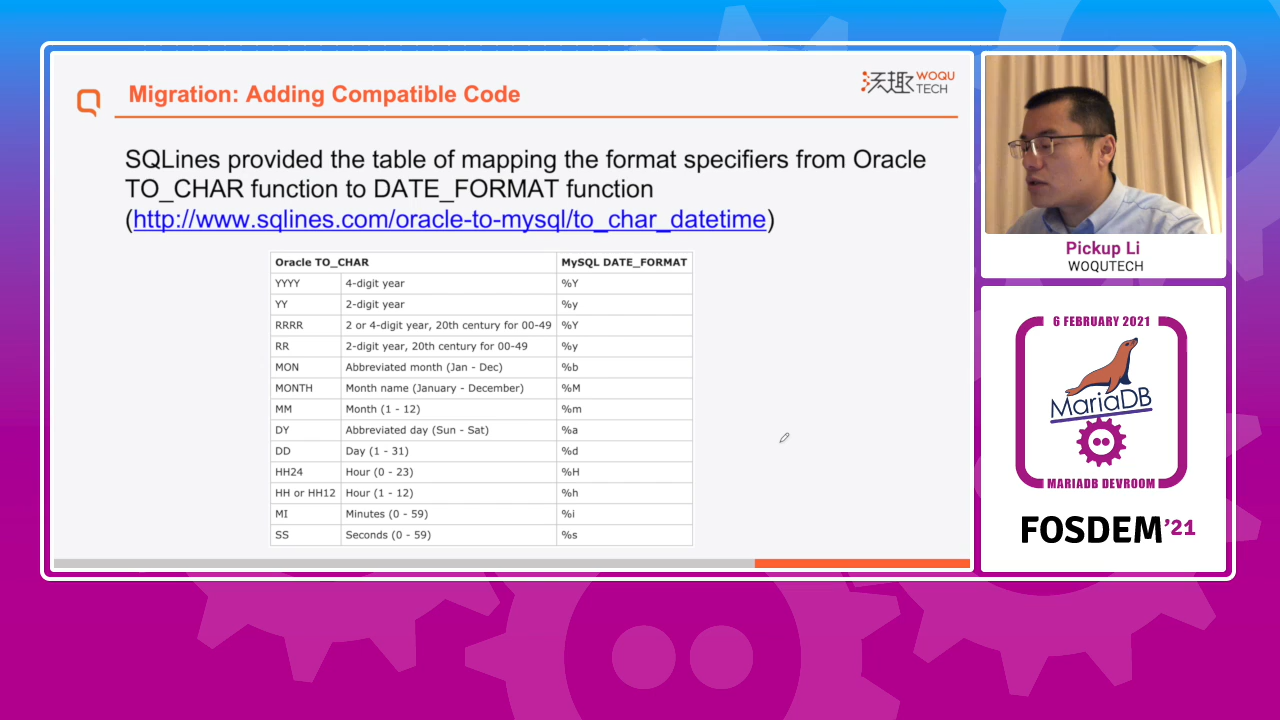 Migration: Adding Compatible Code
沃趣 WOQU
TECH
SQLines provided the table of mapping the format specifiers from Oracle
TO_CHAR function to DATE_FORMAT function
(http://www.sqlines.com/oracle-to-mysql/to_char_datetime)
Oracle TO_CHAR MySQL DATE_FORMAT
YYYY 4-digit year %Y
YY 2-digit year %y
RRRR 2 or 4-digit year, 20th century for 00-49 %Y
RR 2-digit year, 20th century for 00-49 %y
MON Abbreviated month (Jan - Dec) %b
MONTH Month name (January - December) %M
MM Month (1 - 12) %m
DY Abbreviated day (Sun - Sat) %a
DD Day (1 - 31) %d
HH24 Hour (0 - 23) %H
HH or HH12 Hour (1 - 12) %h
MI Minutes (0 - 59) %i
SS Seconds (0 - 59) %s
Pickup Li
WOQUTECH
6 FEBRUARY 2021
MariaDB
MARIADB DEVROOM
FOSDEM'21